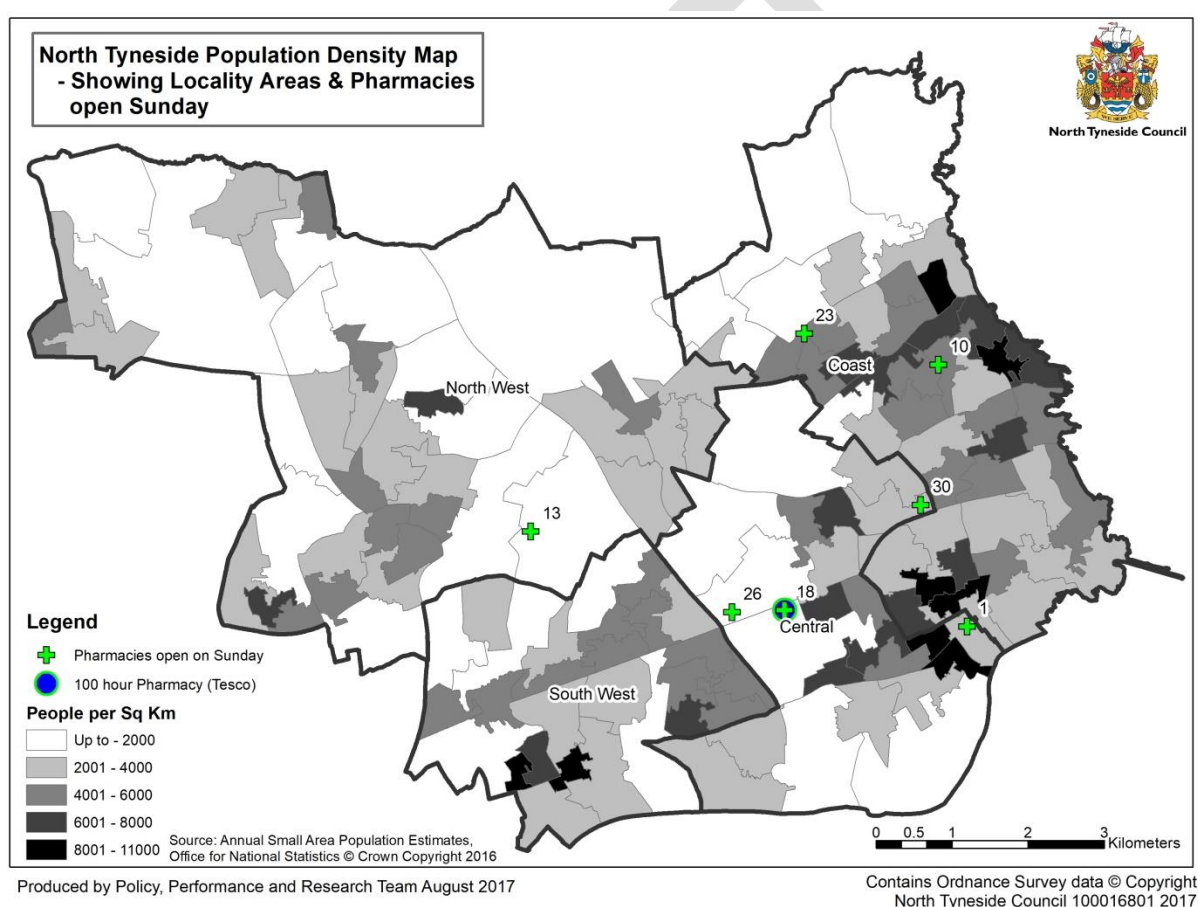 North Tyneside Population Density Map
- Showing Locality Areas & Pharmacies
open Sunday
WE SERVE
North Tyneside Council
23
10
Coast
North West
30
13
26
18
Central
1
South West
Legend
Pharmacies open on Sunday
100 hour Pharmacy (Tesco)
People per Sq Km
Up to - 2000
2001 - 4000
4001 - 6000
6001 - 8000
8001 - 11000
Source: Annual Small Area Population Estimates,
Office for National Statistics © Crown Copyright 2016
0 0.5 1 2 3
Kilometers
Produced by Policy, Performance and Research Team August 2017
Contains Ordnance Survey data © Copyright
North Tyneside Council 100016801 2017